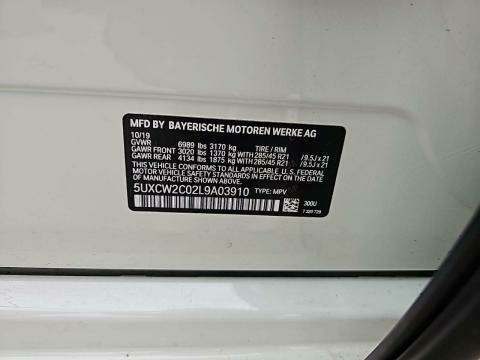 MFD BY BAYERISCHE MOTOREN WERKE AG
10/19
GVWR 6989 lbs 3170 kg TIRE / RIM
GAWR FRONT 3020 lbs 1370 kg WITH 285/45 R21 / 9.5J x 21
GAWR REAR 4134 lbs 1875 kg WITH 285/45 R21 / 9.5J x 21
THIS VEHICLE CONFORMS TO ALL APPLICABLE U.S. FEDERAL
MOTOR VEHICLE SAFETY STANDARDS IN EFFECT ON THE
DATE OF MANUFACTURE SHOWN ABOVE.
5UXCW2C02L9A03910 TYPE: MPV
300U